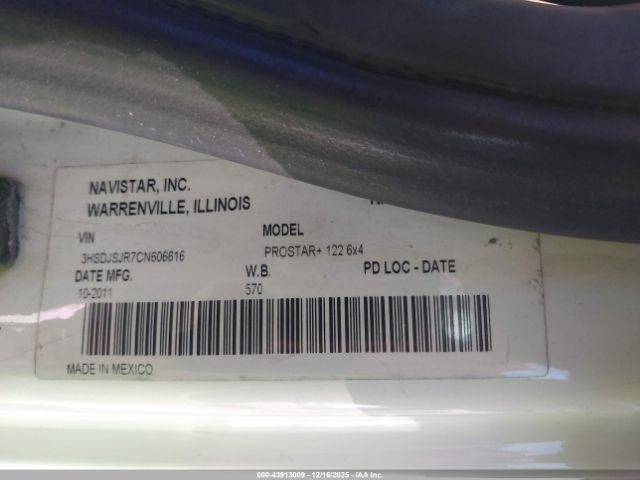 NAVISTAR, INC.
WARRENVILLE, ILLINOIS
VIN
MODEL
3HSDJSJR7CN606616
PROSTAR+ 122 6x4
DATE MFG.
W.B.
PD LOC - DATE
10-2011
570
MADE IN MEXICO
000-43913009 - 12/16/2025 - IAA Inc.